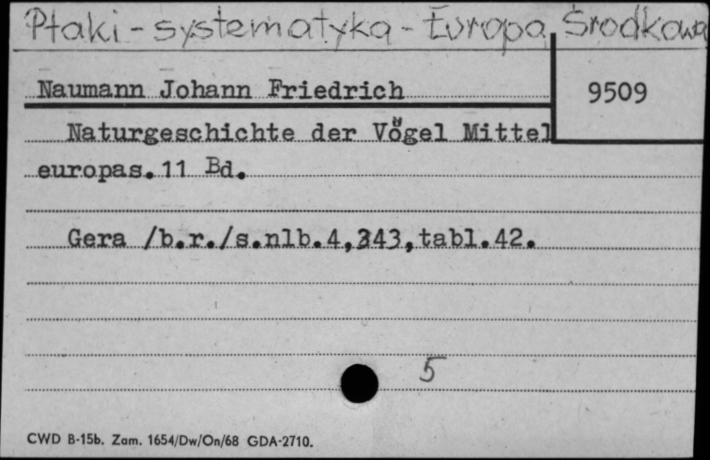 Ptaki - systematyka - Europa Środkowa
Naumann Johann Friedrich
9509
Naturgeschichte der Vögel Mittel
europas. 11 Bd.
Gera /b.r./s.nlb.4,343,tabl.42.
5
CWD B-15b. Zam. 1654/Dw/On/68 GDA-2710.